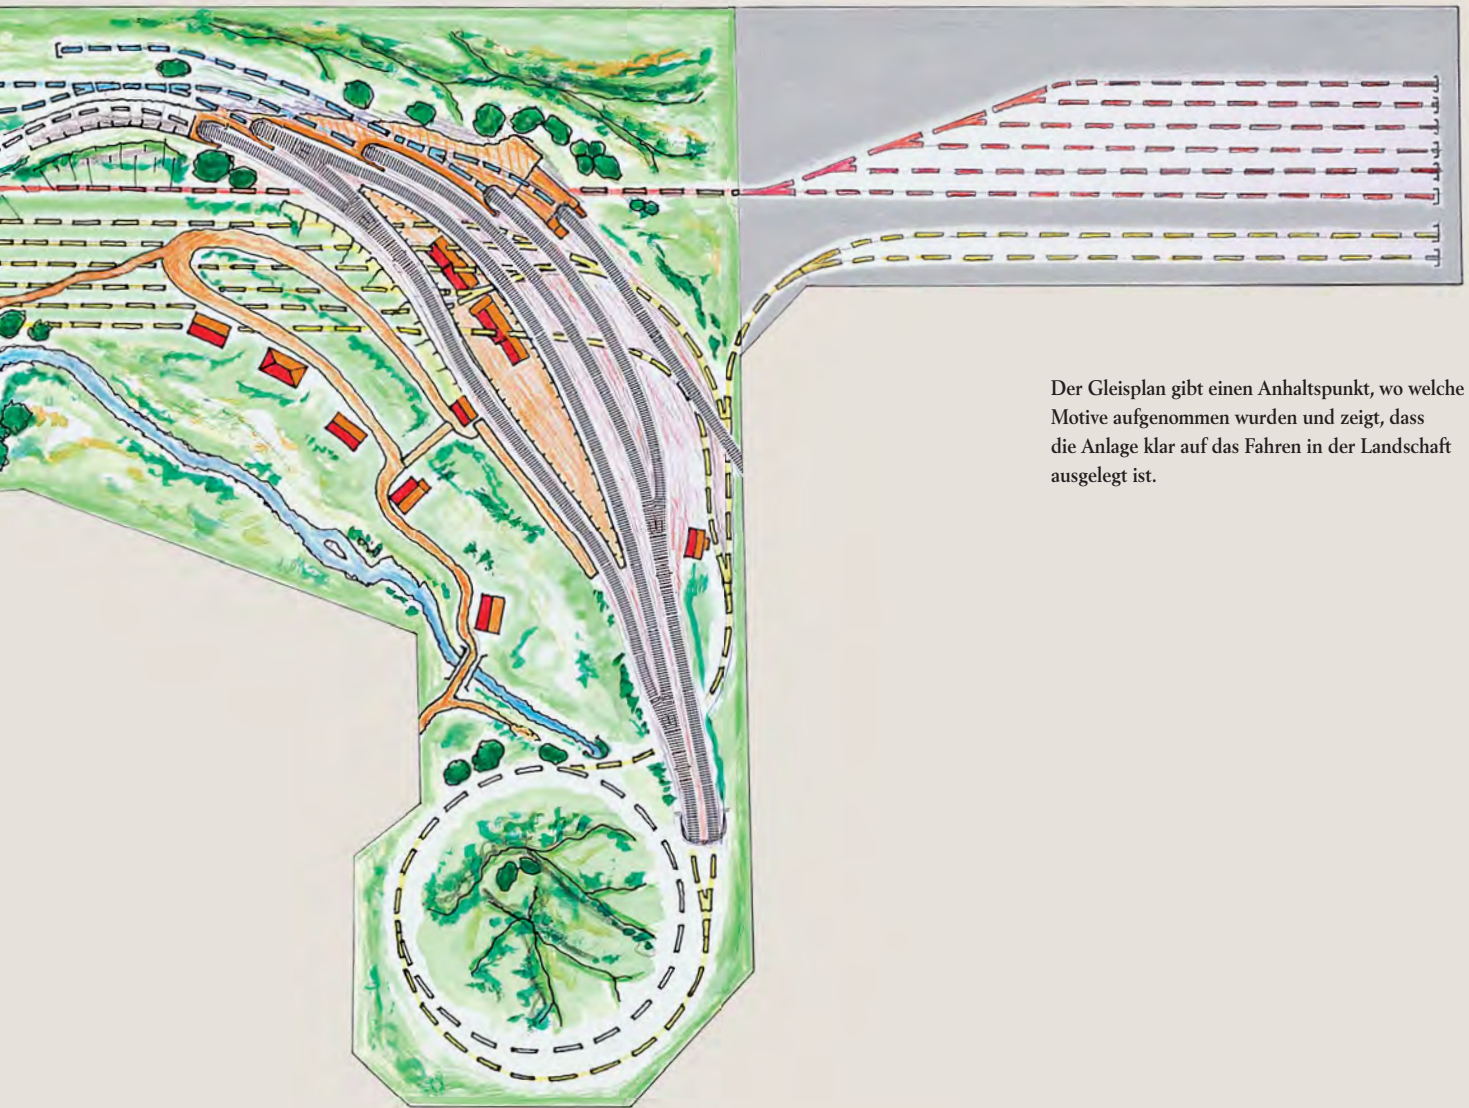 Der Gleisplan gibt einen Anhaltspunkt, wo welche
Motive aufgenommen wurden und zeigt, dass
die Anlage klar auf das Fahren in der Landschaft
ausgelegt ist.